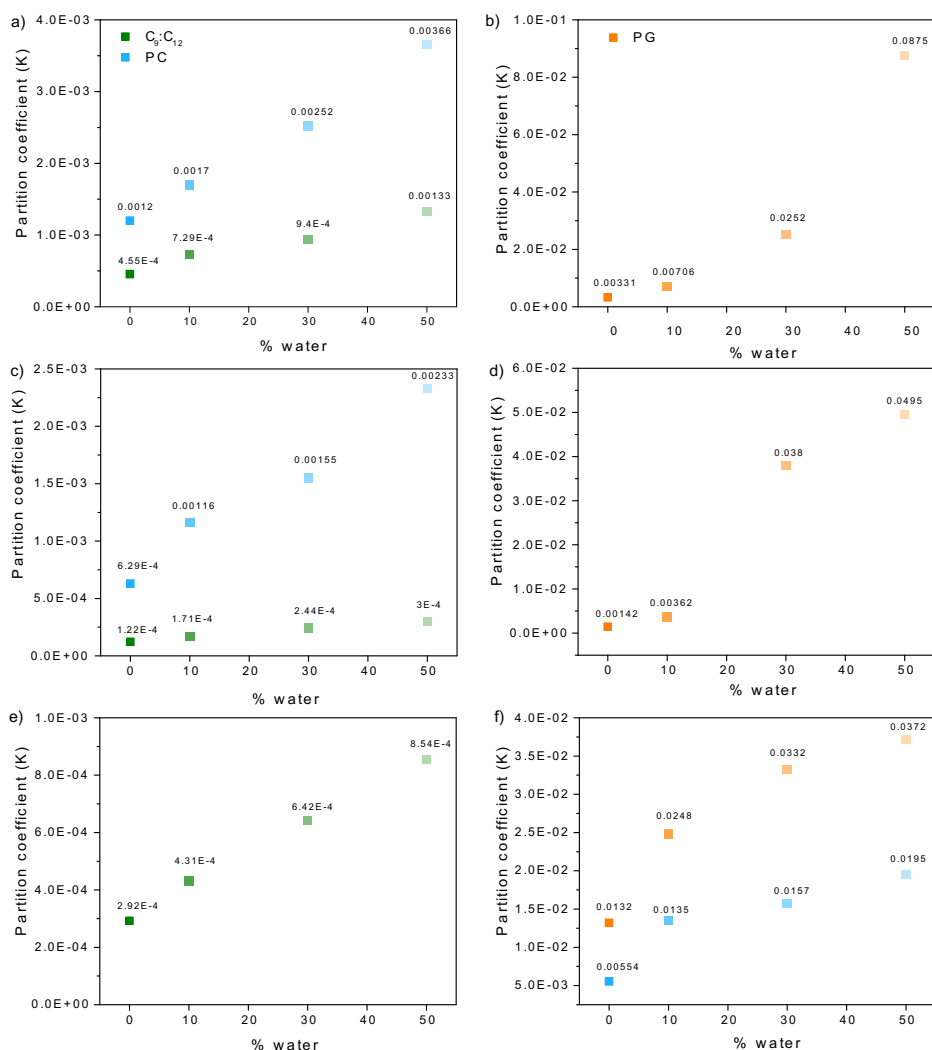 a)
C₉:C₁₂
PC
4.0E-03
3.0E-03
2.0E-03
1.0E-03
0.0E+00
Partition coefficient (K)
0.00366
0.00252
0.0017
0.0012
0.00133
9.4E-4
7.29E-4
4.55E-4
0 10 20 30 40 50
% water
b)
PG
1.0E-01
8.0E-02
6.0E-02
4.0E-02
2.0E-02
0.0E+00
Partition coefficient (K)
0.0875
0.0252
0.00706
0.00331
0 10 20 30 40 50
% water
c)
2.5E-03
2.0E-03
1.5E-03
1.0E-03
5.0E-04
0.0E+00
Partition coefficient (K)
0.00233
0.00155
0.00116
6.29E-4
3E-4
2.44E-4
1.71E-4
1.22E-4
0 10 20 30 40 50
% water
d)
6.0E-02
5.0E-02
4.0E-02
3.0E-02
2.0E-02
1.0E-02
0.0E+00
Partition coefficient (K)
0.0495
0.038
0.00362
0.00142
0 10 20 30 40 50
% water
e)
1.0E-03
8.0E-04
6.0E-04
4.0E-04
2.0E-04
0.0E+00
Partition coefficient (K)
8.54E-4
6.42E-4
4.31E-4
2.92E-4
0 10 20 30 40 50
% water
f)
4.0E-02
3.5E-02
3.0E-02
2.5E-02
2.0E-02
1.5E-02
1.0E-02
5.0E-03
Partition coefficient (K)
0.0372
0.0332
0.0248
0.0195
0.0157
0.0132
0.0135
0.00554
0 10 20 30 40 50
% water